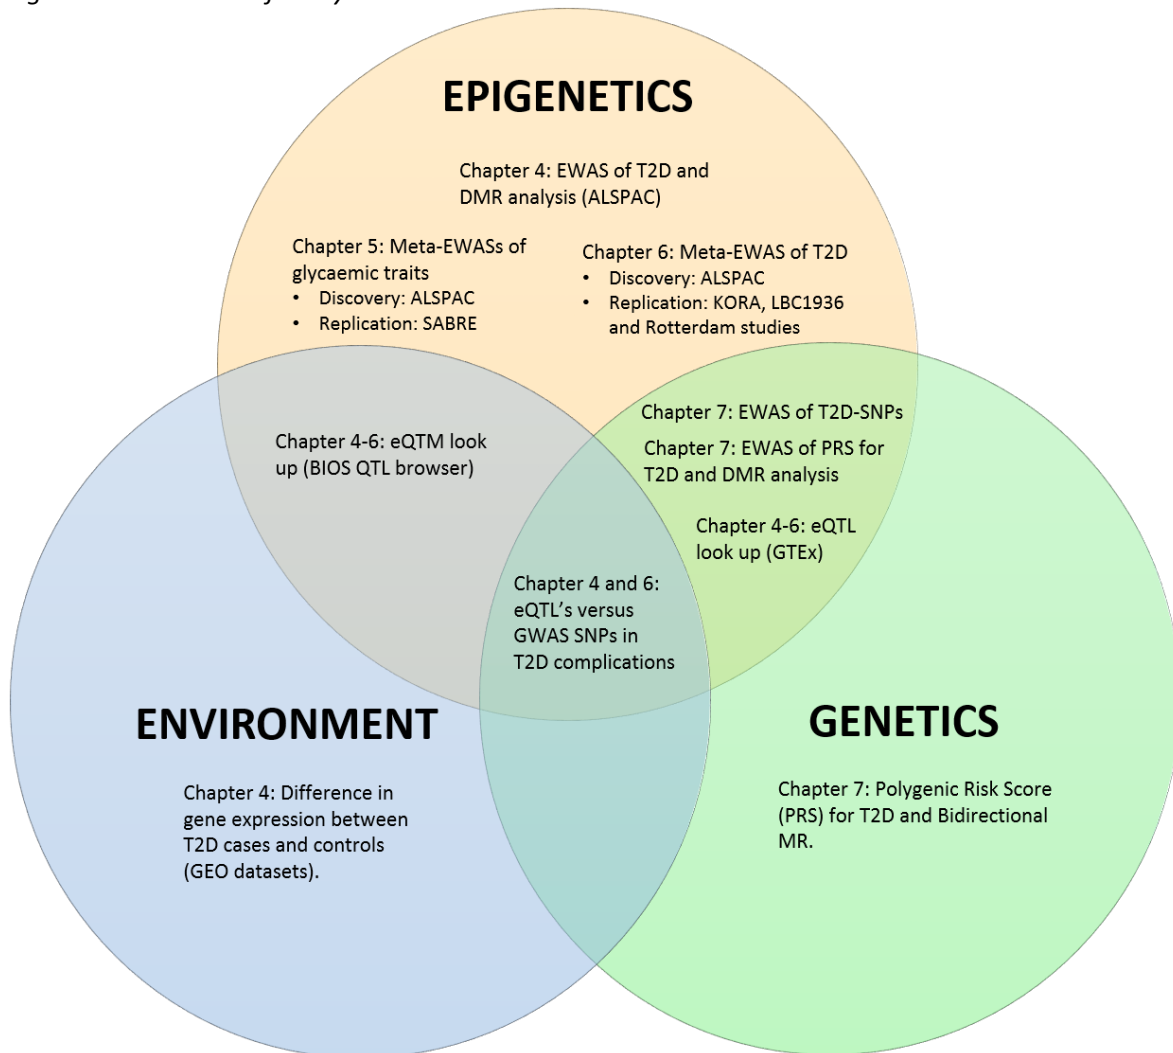 EPIGENETICS
Chapter 4: EWAS of T2D and
DMR analysis (ALSPAC)
Chapter 5: Meta-EWASs of
glycaemic traits
• Discovery: ALSPAC
• Replication: SABRE
Chapter 6: Meta-EWAS of T2D
• Discovery: ALSPAC
• Replication: KORA, LBC1936
and Rotterdam studies
Chapter 4-6: eQTM look
up (BIOS QTL browser)
Chapter 7: EWAS of T2D-SNPs
Chapter 7: EWAS of PRS for
T2D and DMR analysis
Chapter 4-6: eQTL
look up (GTEx)
Chapter 4 and 6:
eQTL’s versus
GWAS SNPs in
T2D complications
ENVIRONMENT
Chapter 4: Difference in
gene expression between
T2D cases and controls
(GEO datasets).
GENETICS
Chapter 7: Polygenic Risk Score
(PRS) for T2D and Bidirectional
MR.